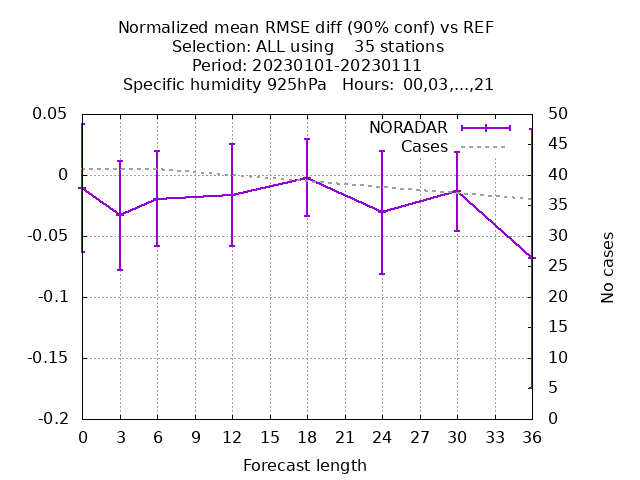 Normalized mean RMSE diff (90% conf) vs REF
Selection: ALL using    35 stations
Period: 20230101-20230111
Specific humidity 925hPa   Hours:  00,03,...,21
NORADAR
Cases
0.05
0
-0.05
-0.1
-0.15
-0.2
50
45
40
35
30
25
20
15
10
5
0
No cases
0 3 6 9 12 15 18 21 24 27 30 33 36
Forecast length